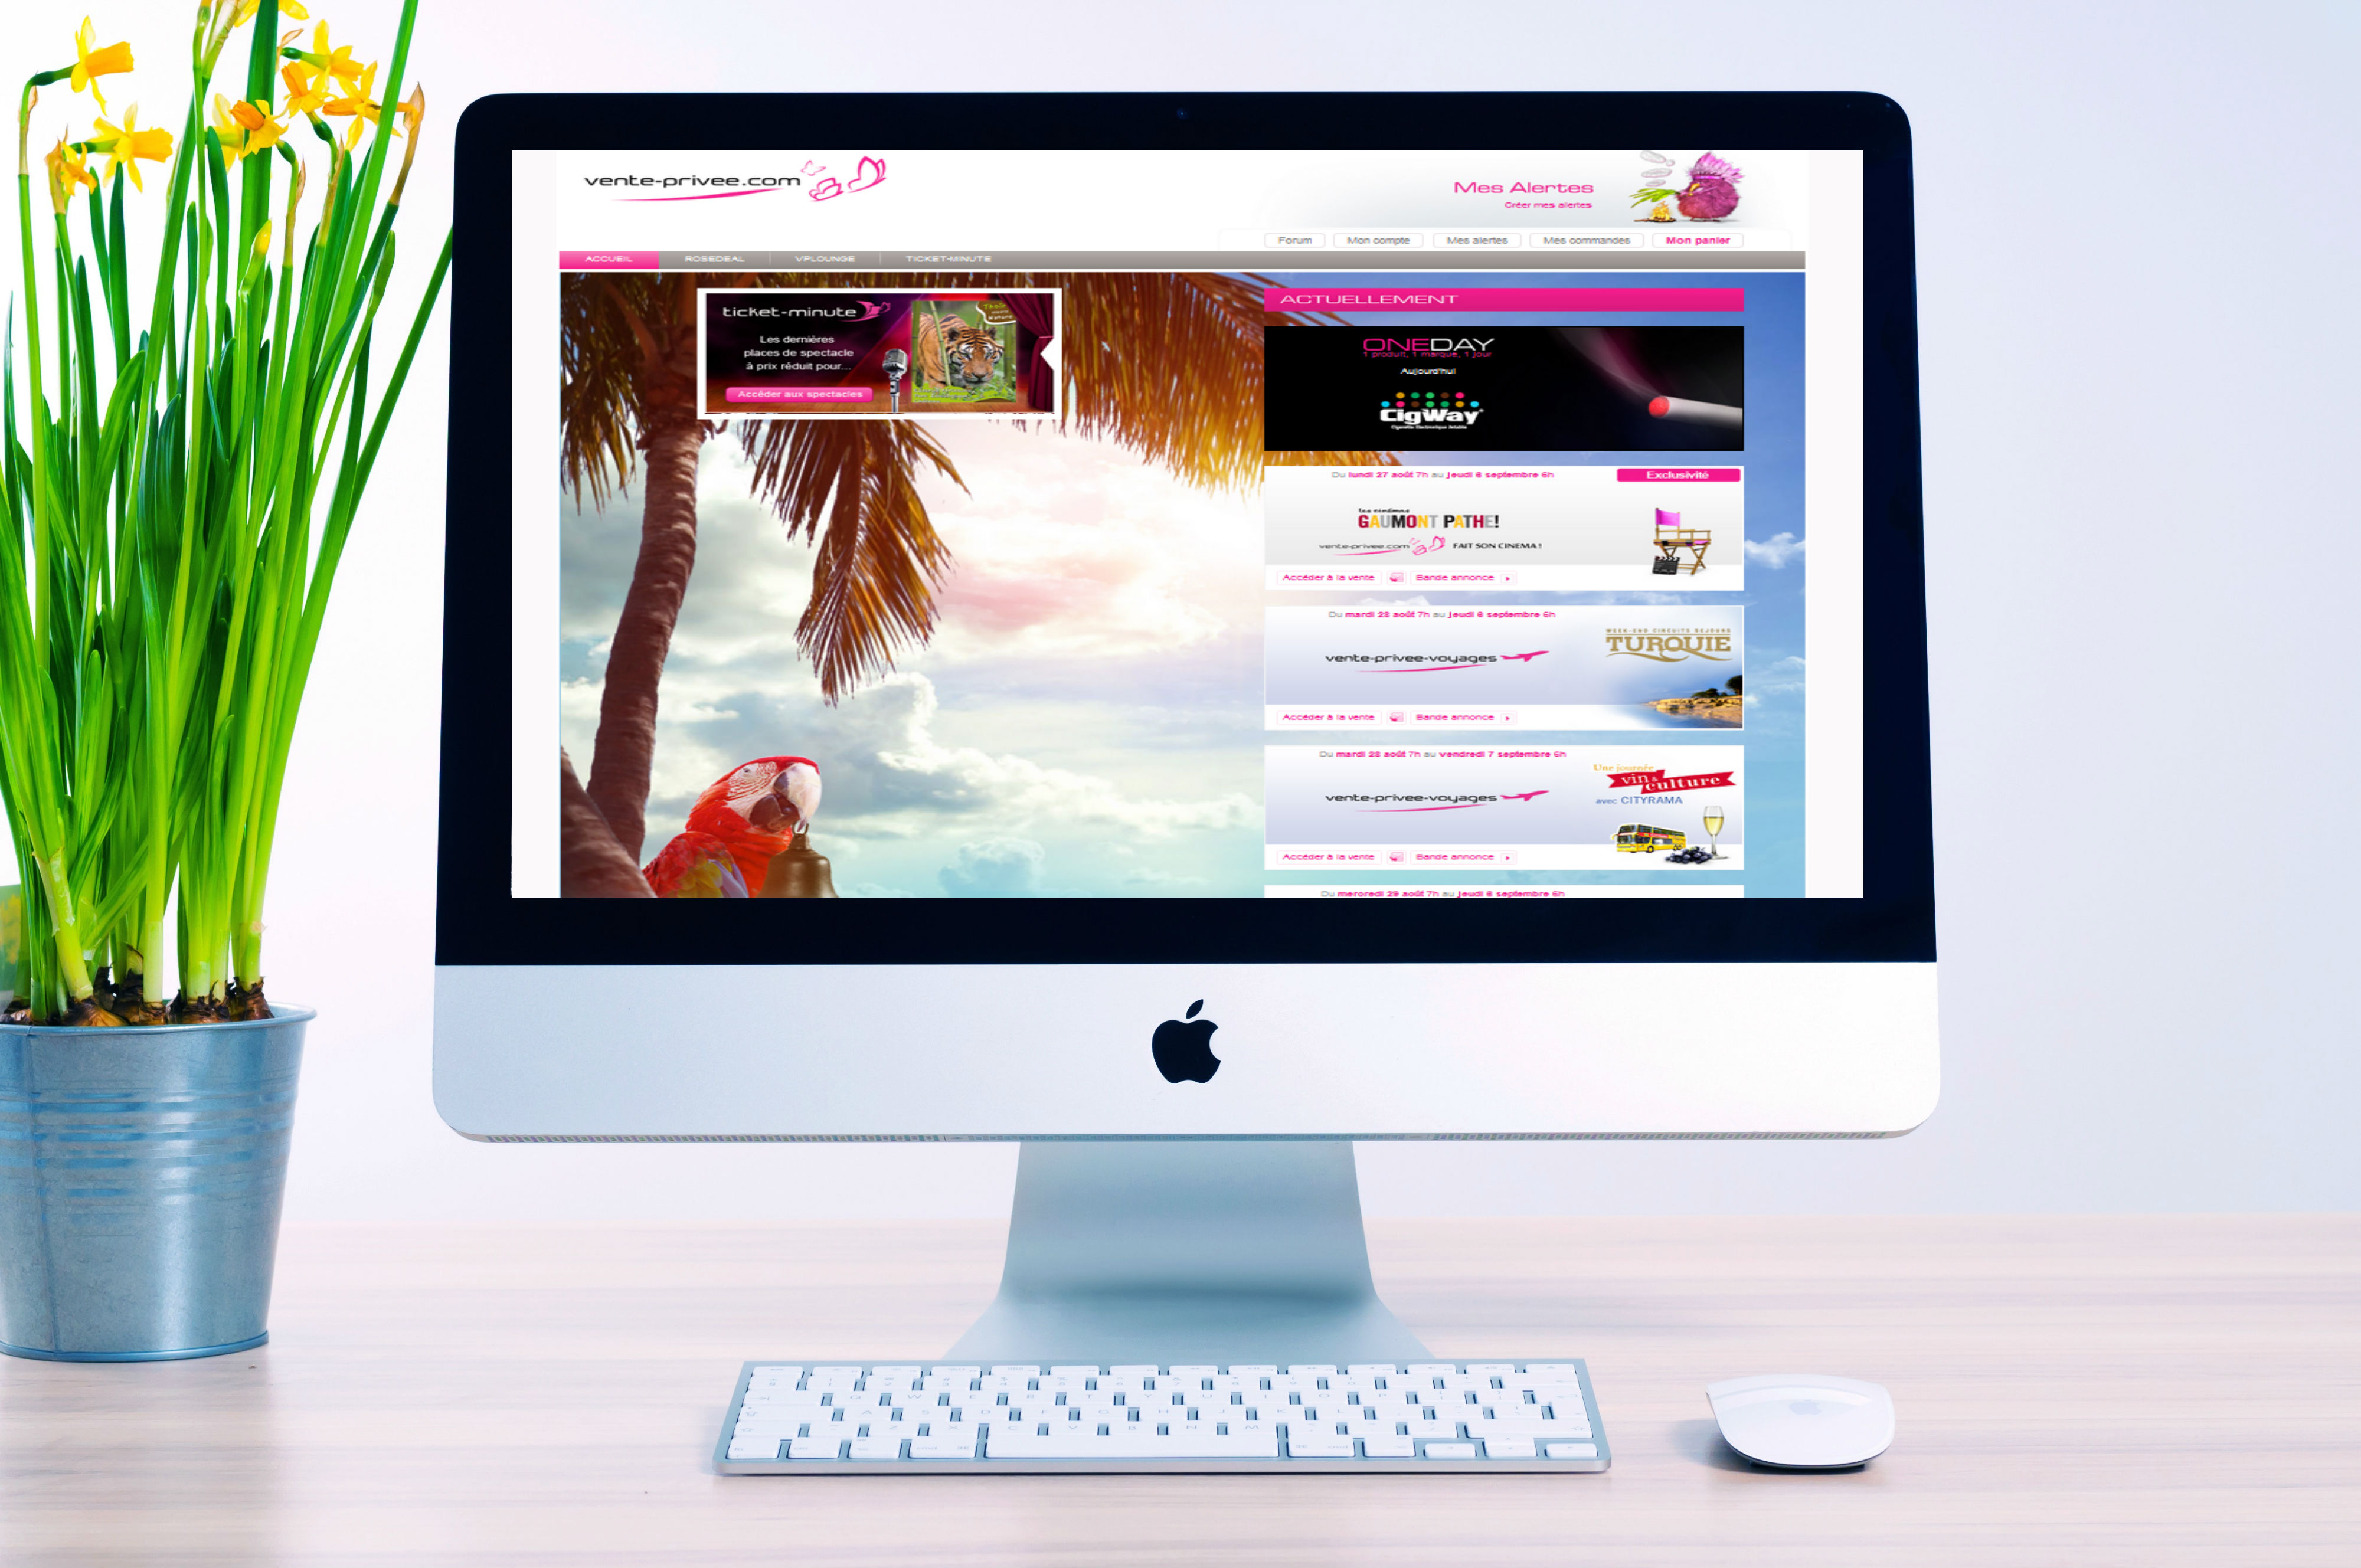 vente-privee.com
Mes Alertes
Créer mes alertes
Forum
Mon compte
Mes alertes
Mes commandes
Mon panier
ACCUEIL
ROSEDEAL
VPLOUNGE
TICKET-MINUTE
ticket-minute
Les dernières
places de spectacle
à prix réduit pour...
Accéder aux spectacles
ACTUELLEMENT
ONEDAY
1 produit, 1 marque, 1 jour
Aujourd'hui
CigWay
Cigarette Electronique Jetable
Du lundi 27 août 7h au jeudi 6 septembre 6h
Exclusivité
les cinémas
GAUMONT PATHE!
vente-privee.com FAIT SON CINEMA !
Accéder à la vente
Bande annonce
Du mardi 28 août 7h au jeudi 6 septembre 6h
WEEK-END CIRCUITS SEJOURS
TURQUIE
vente-privee-voyages
Accéder à la vente
Bande annonce
Du mardi 28 août 7h au vendredi 7 septembre 6h
Une journée
vin & culture
avec CITYRAMA
vente-privee-voyages
Accéder à la vente
Bande annonce
Du mercredi 29 août 7h au jeudi 6 septembre 6h